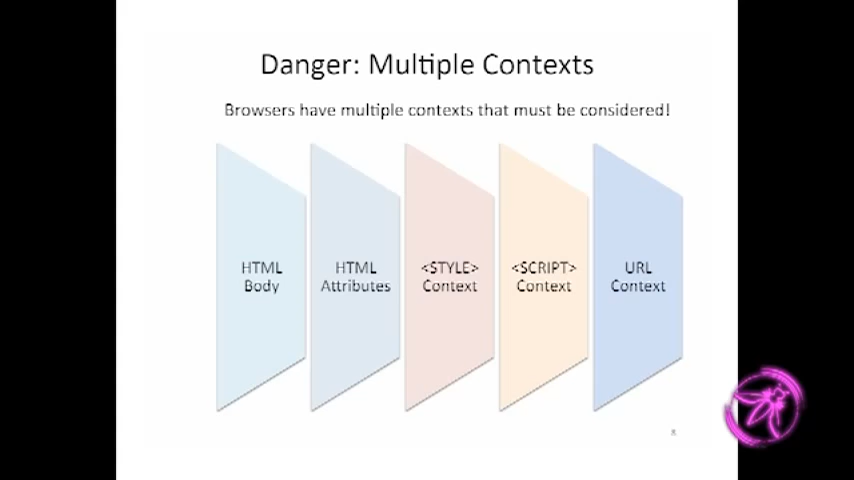 Danger: Multiple Contexts
Browsers have multiple contexts that must be considered!
HTML
Body
HTML
Attributes
<STYLE>
Context
<SCRIPT>
Context
URL
Context